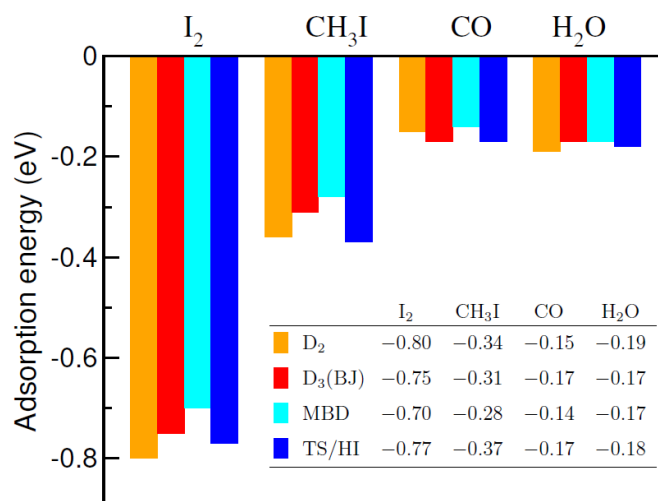 I₂ CH₃I CO H₂O
Adsorption energy (eV)
0
-0.2
-0.4
-0.6
-0.8
I₂ CH₃I CO H₂O
D₂ −0.80 −0.34 −0.15 −0.19
D₃(BJ) −0.75 −0.31 −0.17 −0.17
MBD −0.70 −0.28 −0.14 −0.17
TS/HI −0.77 −0.37 −0.17 −0.18